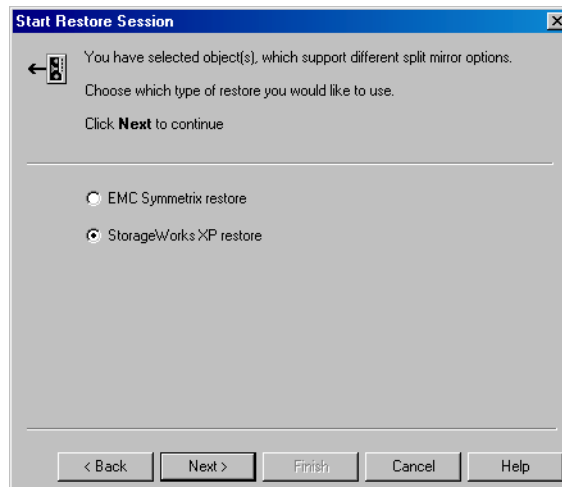 Start Restore Session
You have selected object(s), which support different split mirror options.
Choose which type of restore you would like to use.
Click Next to continue
EMC Symmetrix restore
StorageWorks XP restore
< Back
Next >
Finish
Cancel
Help